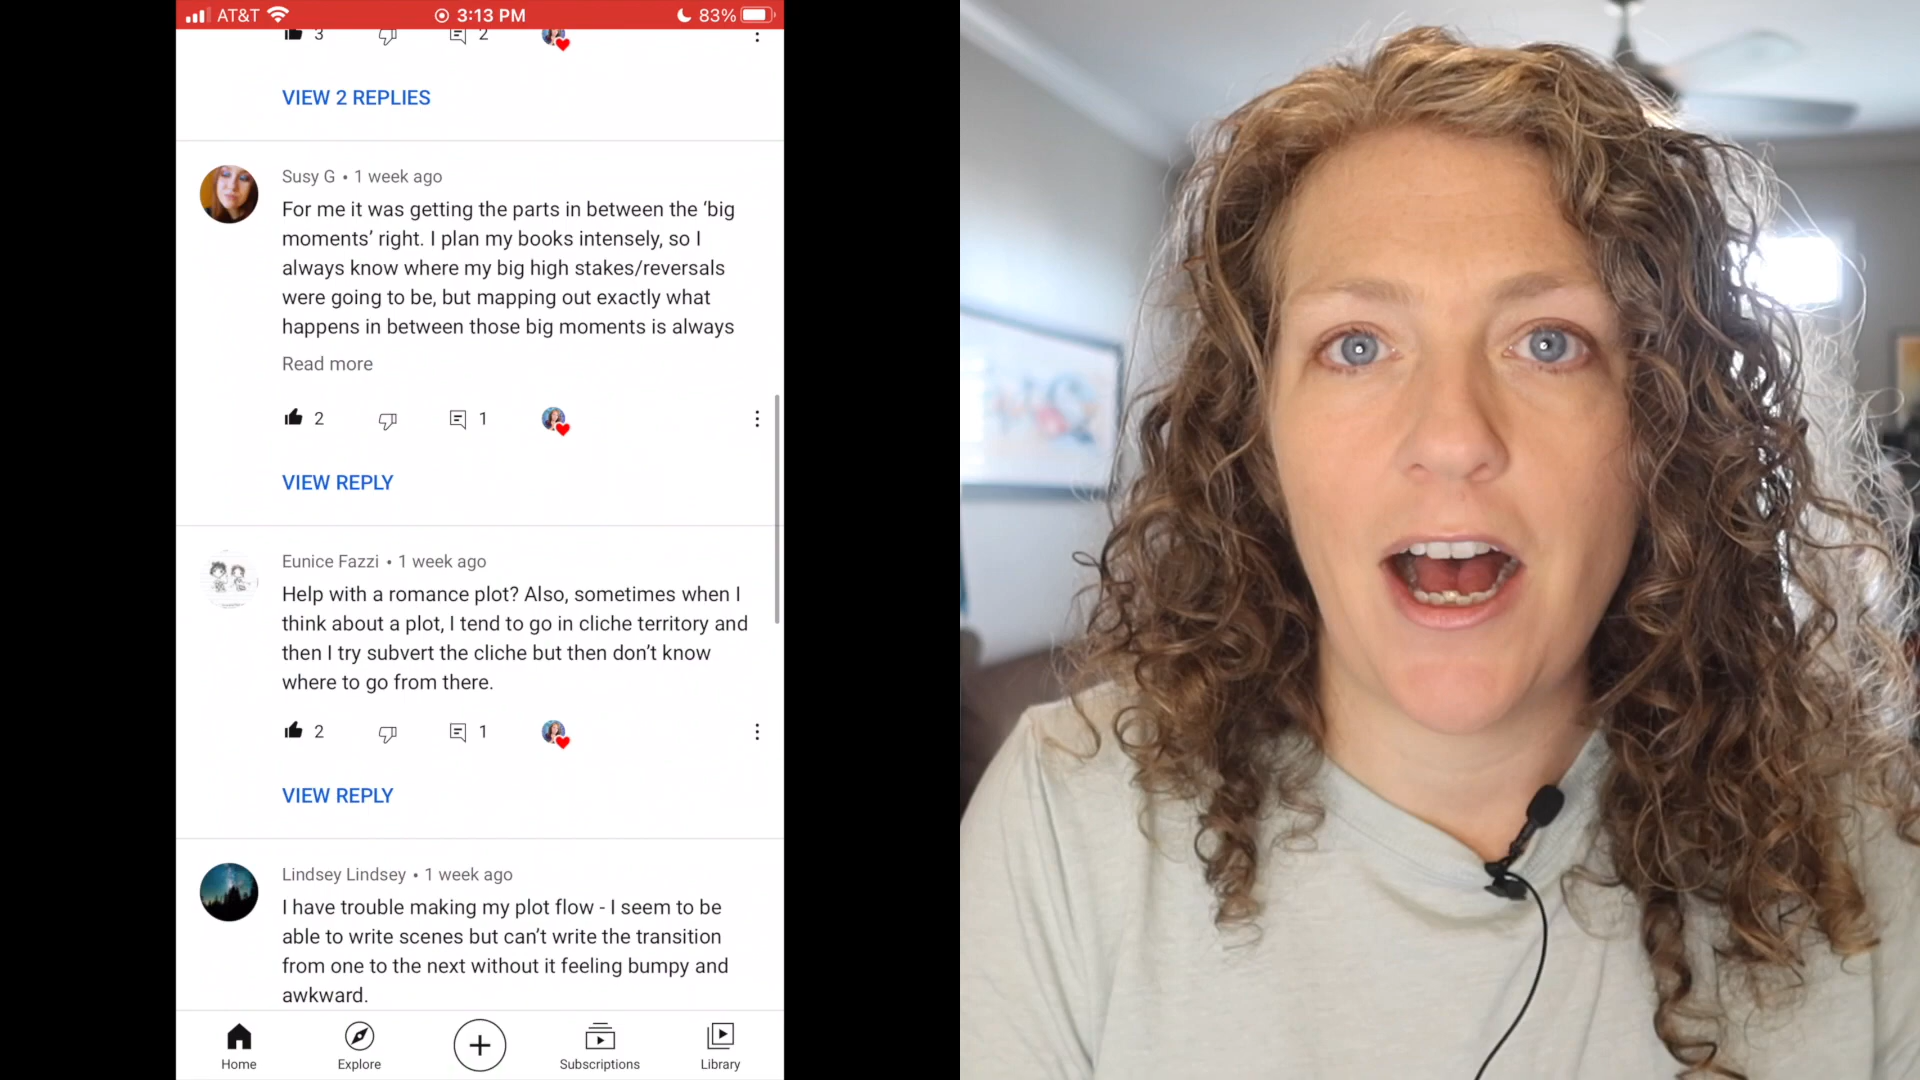 AT&T 3:13 PM 83%
3 2
VIEW 2 REPLIES
Susy G • 1 week ago
For me it was getting the parts in between the ‘big
moments’ right. I plan my books intensely, so I
always know where my big high stakes/reversals
were going to be, but mapping out exactly what
happens in between those big moments is always
Read more
2 1
VIEW REPLY
Eunice Fazzi • 1 week ago
Help with a romance plot? Also, sometimes when I
think about a plot, I tend to go in cliche territory and
then I try subvert the cliche but then don’t know
where to go from there.
2 1
VIEW REPLY
Lindsey Lindsey • 1 week ago
I have trouble making my plot flow - I seem to be
able to write scenes but can’t write the transition
from one to the next without it feeling bumpy and
awkward.
Home Explore Subscriptions Library